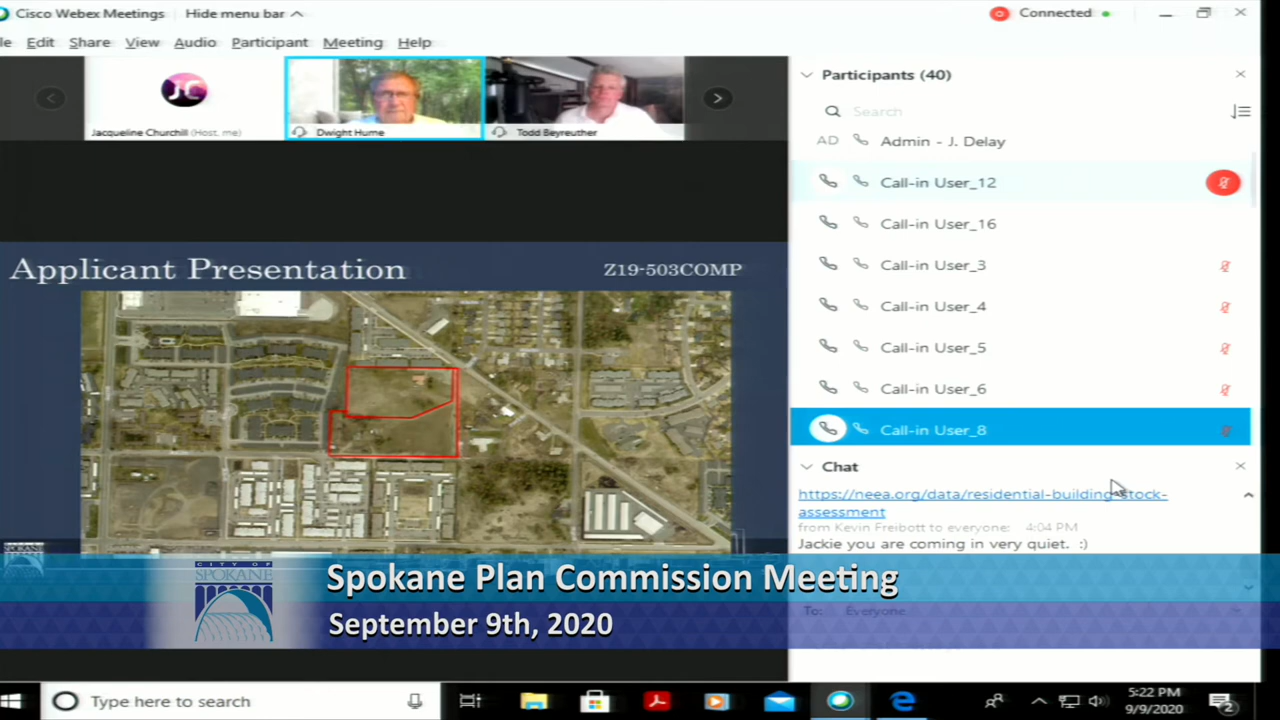 Cisco Webex Meetings Hide menu bar Connected
le Edit Share View Audio Participant Meeting Help
JC
Jacqueline Churchill (Host, me)
Dwight Hume
Todd Beyreuther
Participants (40)
Search
AD Admin - J. Delay
Call-in User_12
Call-in User_16
Call-in User_3
Call-in User_4
Call-in User_5
Call-in User_6
Call-in User_8
Applicant Presentation Z19-503COMP
Chat
https://neea.org/data/residential-building-stock-
assessment
from Kevin Freibott to everyone: 4:04 PM
Jackie you are coming in very quiet. :)
To: Everyone
CITY OF
SPOKANE
Spokane Plan Commission Meeting
September 9th, 2020
Type here to search
5:22 PM
9/9/2020
2